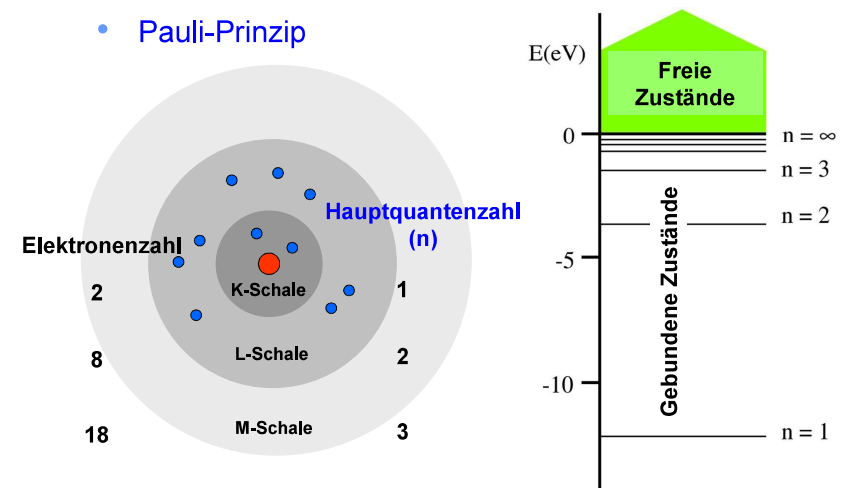 • Pauli-Prinzip
Hauptquantenzahl
(n)
Elektronenzahl
2
K-Schale
1
8
L-Schale
2
18
M-Schale
3
E(eV)
Freie
Zustände
0
n = ∞
n = 3
n = 2
-5
Gebundene Zustände
-10
n = 1